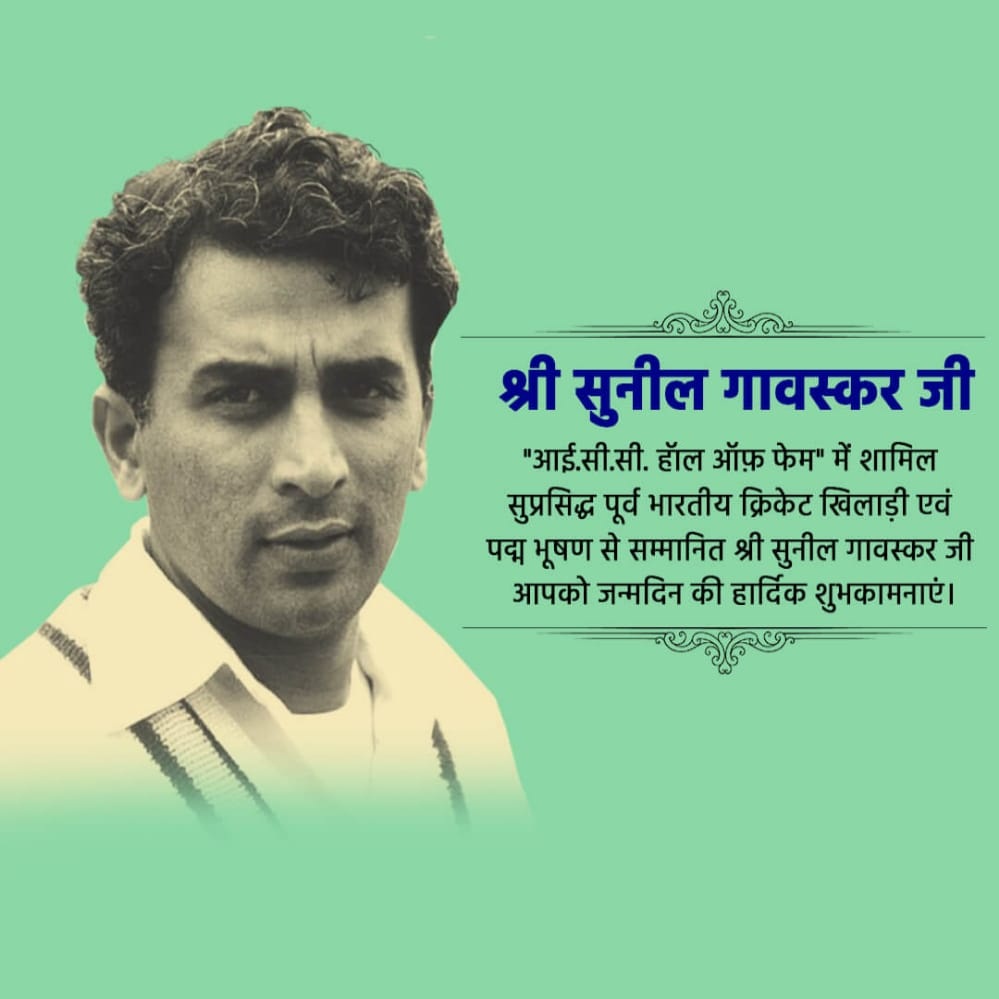 श्री सुनील गावस्कर जी
"आई.सी.सी. हॉल ऑफ़ फेम" में शामिल
सुप्रसिद्ध पूर्व भारतीय क्रिकेट खिलाड़ी एवं
पद्म भूषण से सम्मानित श्री सुनील गावस्कर जी
आपको जन्मदिन की हार्दिक शुभकामनाएं।